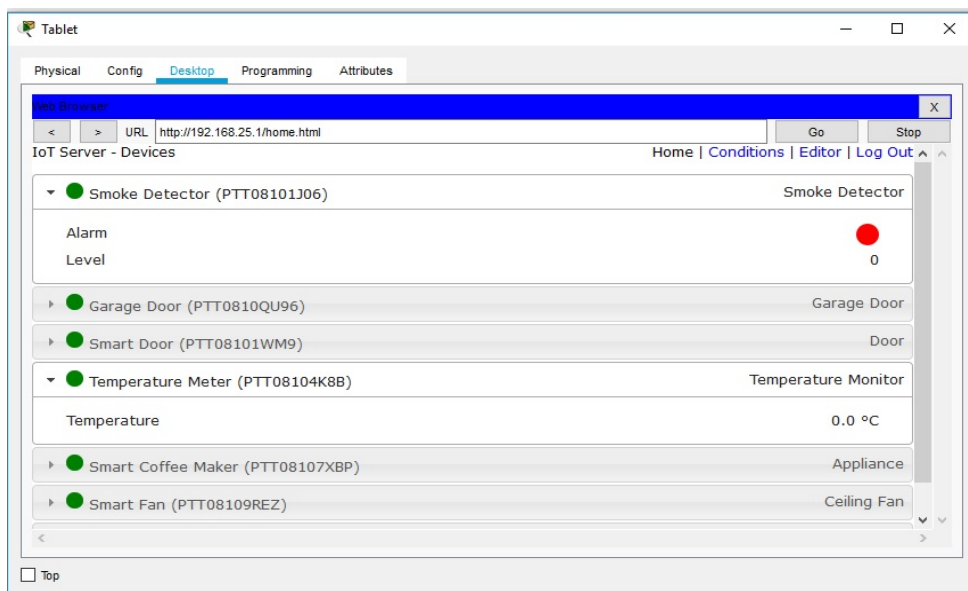 Tablet
Physical Config Desktop Programming Attributes
Web Browser X
< > URL http://192.168.25.1/home.html Go Stop
IoT Server - Devices Home | Conditions | Editor | Log Out
Smoke Detector (PTT08101J06) Smoke Detector
Alarm
Level 0
Garage Door (PTT0810QU96) Garage Door
Smart Door (PTT08101WM9) Door
Temperature Meter (PTT08104K8B) Temperature Monitor
Temperature 0.0 °C
Smart Coffee Maker (PTT08107XBP) Appliance
Smart Fan (PTT08109REZ) Ceiling Fan
Top